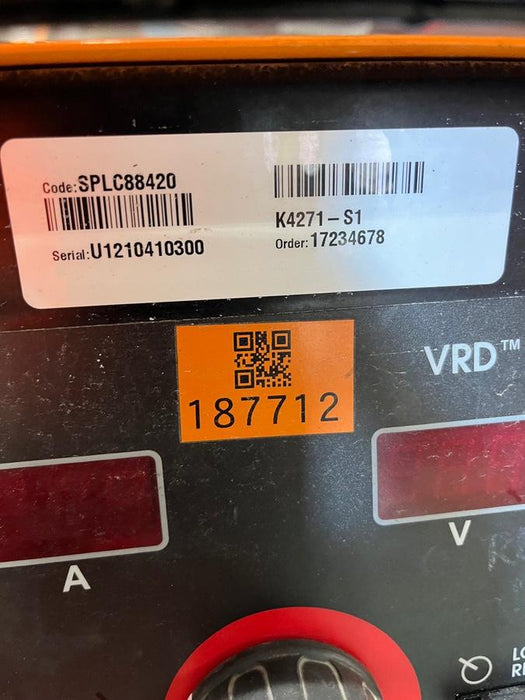 Code: SPLC88420
Serial: U1210410300
K4271-S1
Order: 17234678
187712
VRD™
A
V